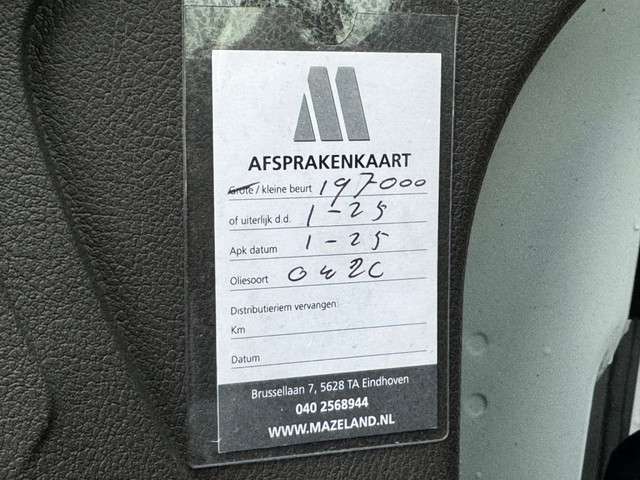 AFSPRAKENKAART
Grote / kleine beurt 197000
of uiterlijk d.d. 1-25
Apk datum 1-25
Oliesoort 0w20
Distributieriem vervangen:
Km
Datum
Brussellaan 7, 5628 TA Eindhoven
040 2568944
WWW.MAZELAND.NL